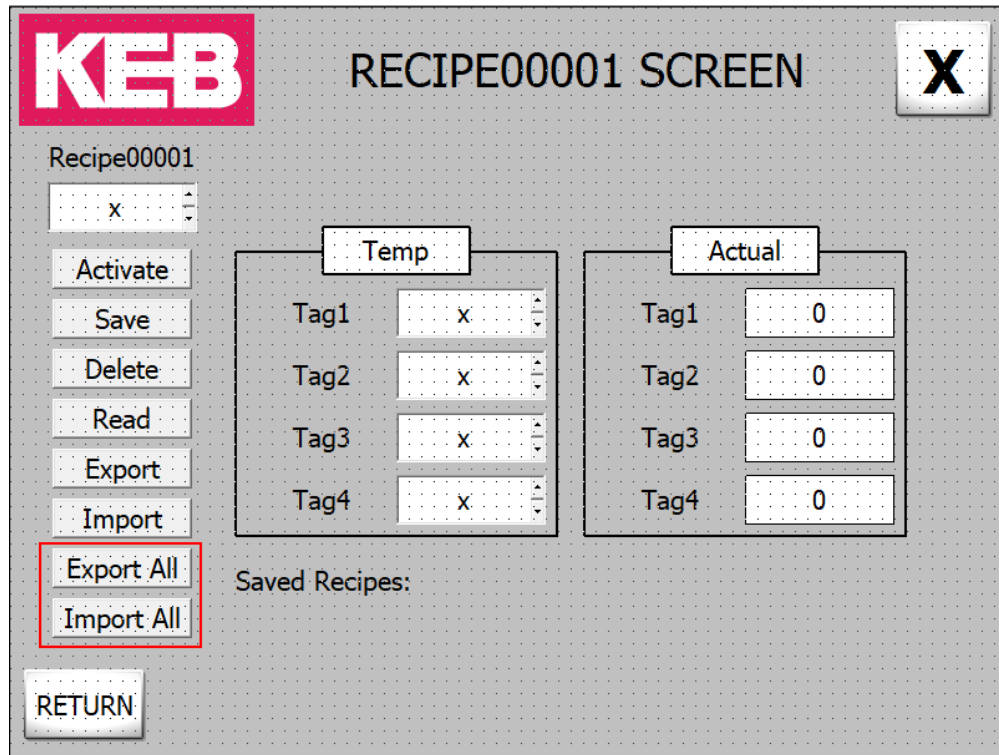 KEB
RECIPE00001 SCREEN
X
Recipe00001
x
Activate
Save
Delete
Read
Export
Import
Export All
Import All
RETURN
Temp
Tag1 x
Tag2 x
Tag3 x
Tag4 x
Actual
Tag1 0
Tag2 0
Tag3 0
Tag4 0
Saved Recipes: